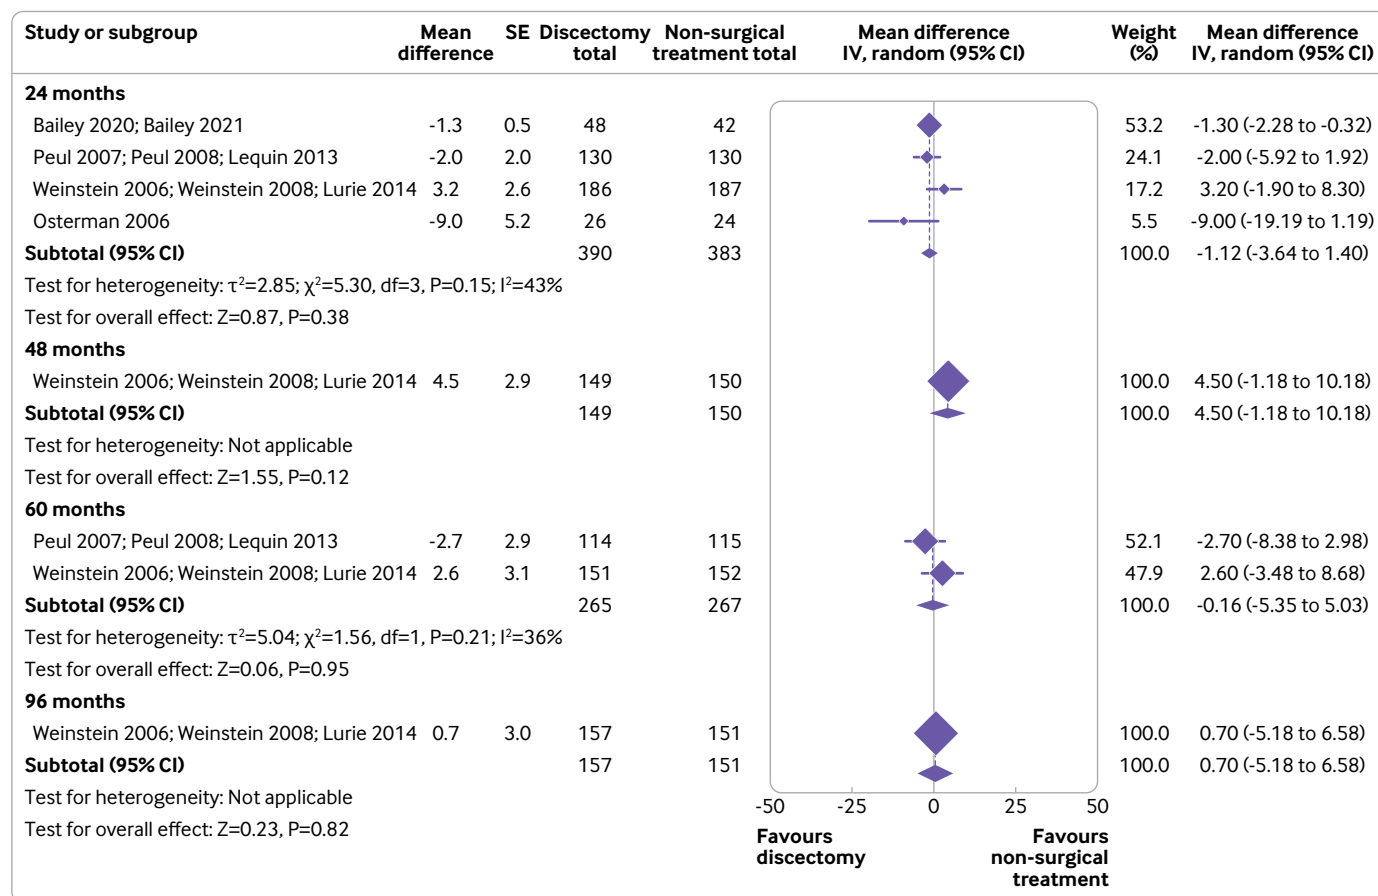 Study or subgroup Mean difference SE Discectomy total Non-surgical treatment total Mean difference IV, random (95% CI) Weight (%) Mean difference IV, random (95% CI)
24 months
Bailey 2020; Bailey 2021 -1.3 0.5 48 42 53.2 -1.30 (-2.28 to -0.32)
Peul 2007; Peul 2008; Lequin 2013 -2.0 2.0 130 130 24.1 -2.00 (-5.92 to 1.92)
Weinstein 2006; Weinstein 2008; Lurie 2014 3.2 2.6 186 187 17.2 3.20 (-1.90 to 8.30)
Osterman 2006 -9.0 5.2 26 24 5.5 -9.00 (-19.19 to 1.19)
Subtotal (95% CI) 390 383 100.0 -1.12 (-3.64 to 1.40)
Test for heterogeneity: τ²=2.85; χ²=5.30, df=3, P=0.15; I²=43%
Test for overall effect: Z=0.87, P=0.38
48 months
Weinstein 2006; Weinstein 2008; Lurie 2014 4.5 2.9 149 150 100.0 4.50 (-1.18 to 10.18)
Subtotal (95% CI) 149 150 100.0 4.50 (-1.18 to 10.18)
Test for heterogeneity: Not applicable
Test for overall effect: Z=1.55, P=0.12
60 months
Peul 2007; Peul 2008; Lequin 2013 -2.7 2.9 114 115 52.1 -2.70 (-8.38 to 2.98)
Weinstein 2006; Weinstein 2008; Lurie 2014 2.6 3.1 151 152 47.9 2.60 (-3.48 to 8.68)
Subtotal (95% CI) 265 267 100.0 -0.16 (-5.35 to 5.03)
Test for heterogeneity: τ²=5.04; χ²=1.56, df=1, P=0.21; I²=36%
Test for overall effect: Z=0.06, P=0.95
96 months
Weinstein 2006; Weinstein 2008; Lurie 2014 0.7 3.0 157 151 100.0 0.70 (-5.18 to 6.58)
Subtotal (95% CI) 157 151 100.0 0.70 (-5.18 to 6.58)
Test for heterogeneity: Not applicable
Test for overall effect: Z=0.23, P=0.82
-50 -25 0 25 50
Favours discectomy
Favours non-surgical treatment